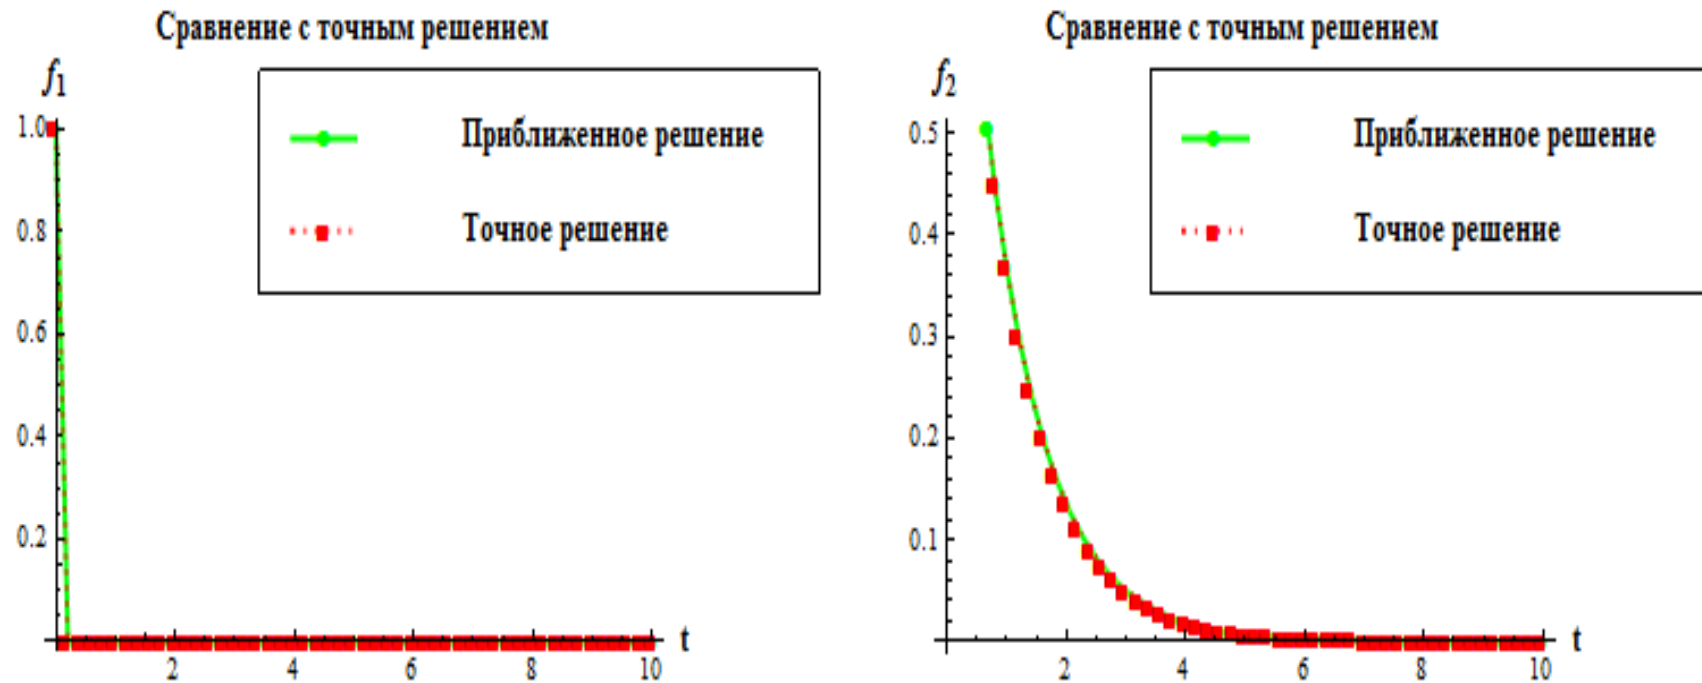 Сравнение с точным решением
f1
Приближенное решение
Точное решение
1.0
0.8
0.6
0.4
0.2
2
4
6
8
10
t
Сравнение с точным решением
f2
Приближенное решение
Точное решение
0.5
0.4
0.3
0.2
0.1
2
4
6
8
10
t